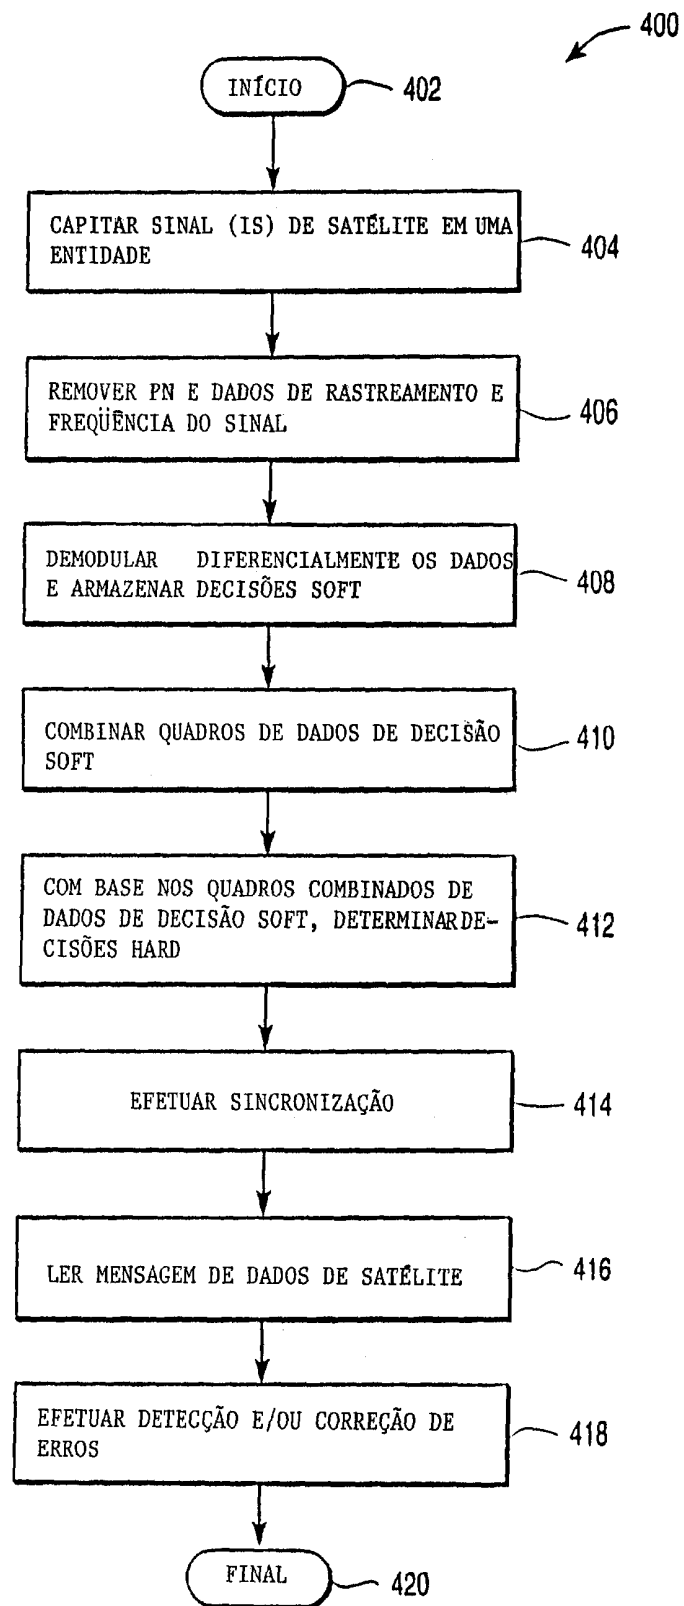 400
INÍCIO
402
CAPITAR SINAL (IS) DE SATÉLITE EM UMA
ENTIDADE
404
REMOVER PN E DADOS DE RASTREAMENTO E
FREQÜÊNCIA DO SINAL
406
DEMODULAR DIFERENCIALMENTE OS DADOS
E ARMAZENAR DECISÕES SOFT
408
COMBINAR QUADROS DE DADOS DE DECISÃO
SOFT
410
COM BASE NOS QUADROS COMBINADOS DE
DADOS DE DECISÃO SOFT, DETERMINAR DE-
CISÕES HARD
412
EFETUAR SINCRONIZAÇÃO
414
LER MENSAGEM DE DADOS DE SATÉLITE
416
EFETUAR DETECÇÃO E/OU CORREÇÃO DE
ERROS
418
FINAL
420